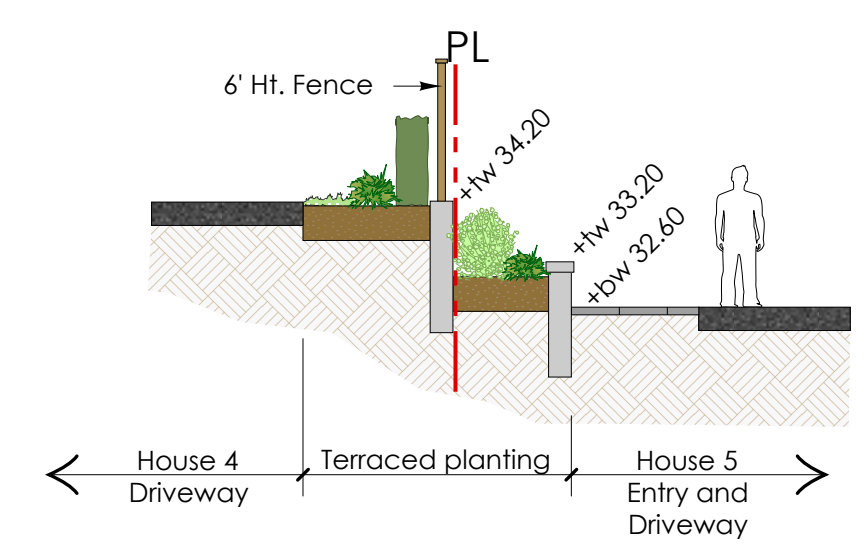 PL
6' Ht. Fence
+tw 34.20
+tw 33.20
+bw 32.60
House 4
Driveway
Terraced planting
House 5
Entry and
Driveway